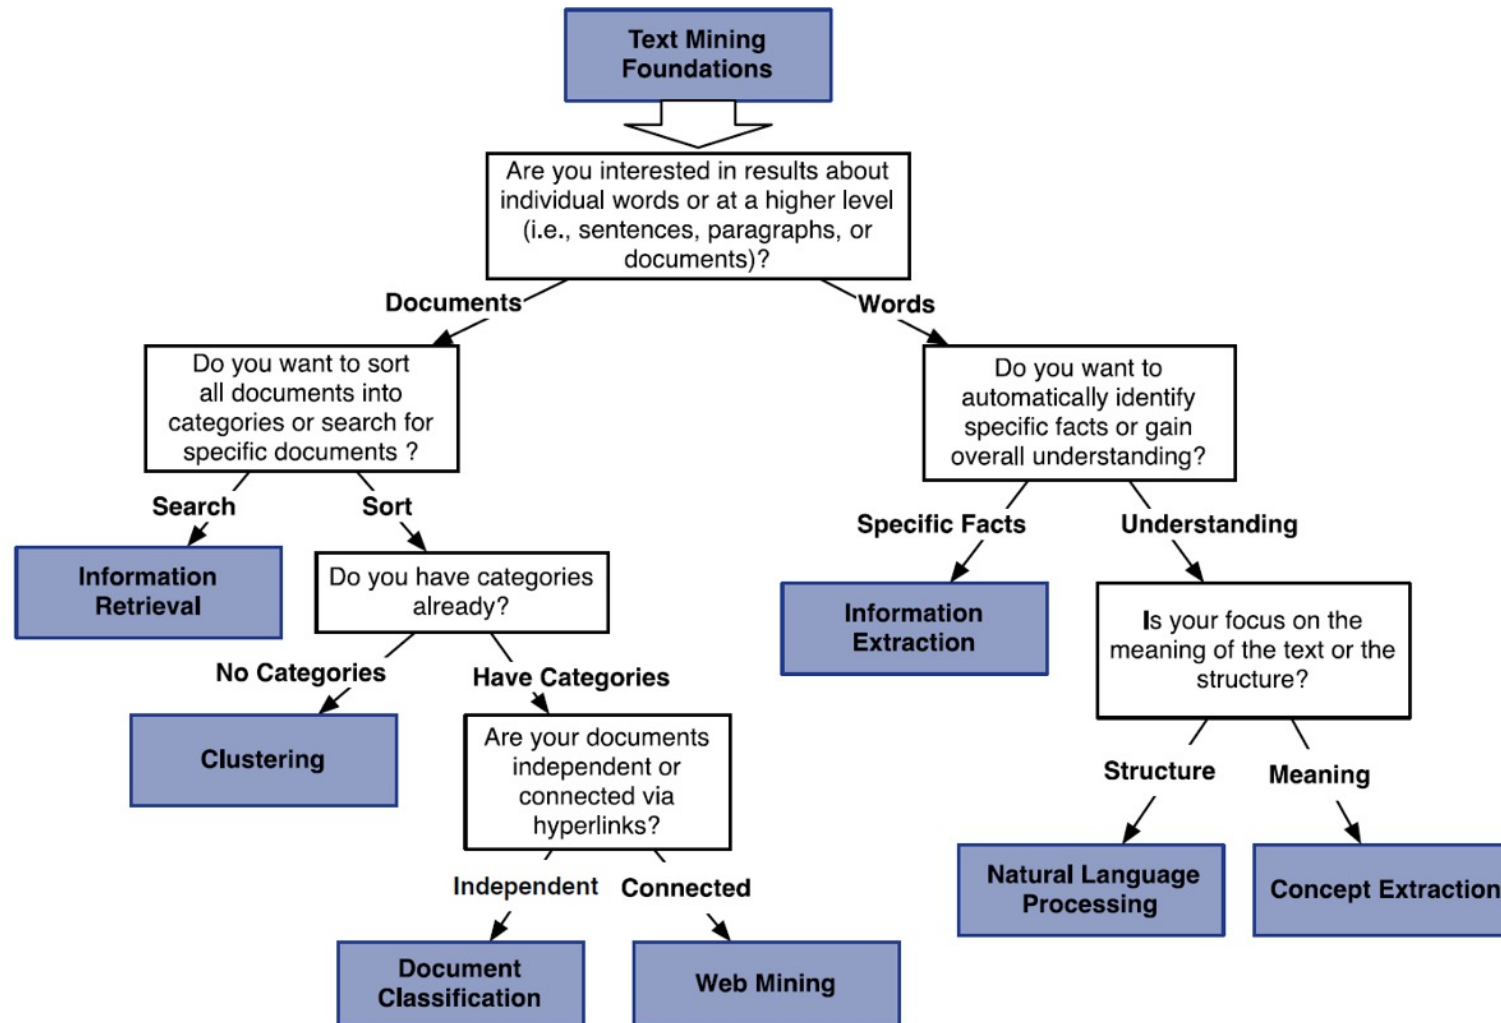 Text Mining
Foundations
Are you interested in results about
individual words or at a higher level
(i.e., sentences, paragraphs, or
documents)?
Documents
Words
Do you want to sort
all documents into
categories or search for
specific documents ?
Do you want to
automatically identify
specific facts or gain
overall understanding?
Search
Sort
Specific Facts
Understanding
Information
Retrieval
Do you have categories
already?
Information
Extraction
Is your focus on the
meaning of the text or the
structure?
No Categories
Have Categories
Clustering
Are your documents
independent or
connected via
hyperlinks?
Structure
Meaning
Independent
Connected
Natural Language
Processing
Concept Extraction
Document
Classification
Web Mining